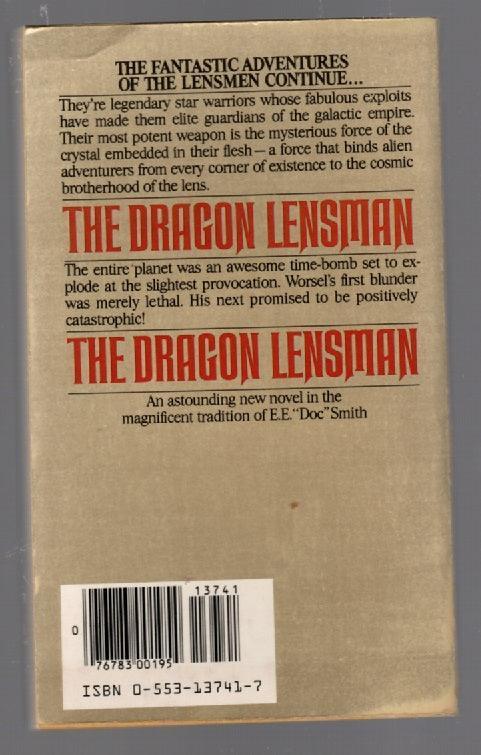 THE FANTASTIC ADVENTURES
OF THE LENSMEN CONTINUE...
They're legendary star warriors whose fabulous exploits
have made them elite guardians of the galactic empire.
Their most potent weapon is the mysterious force of the
crystal embedded in their flesh—a force that binds alien
adventurers from every corner of existence to the cosmic
brotherhood of the lens.
THE DRAGON LENSMAN
The entire planet was an awesome time-bomb set to ex-
plode at the slightest provocation. Worsel's first blunder
was merely lethal. His next promised to be positively
catastrophic!
THE DRAGON LENSMAN
An astounding new novel in the
magnificent tradition of E.E. "Doc" Smith
13741
0
76783 00195
ISBN 0-553-13741-7